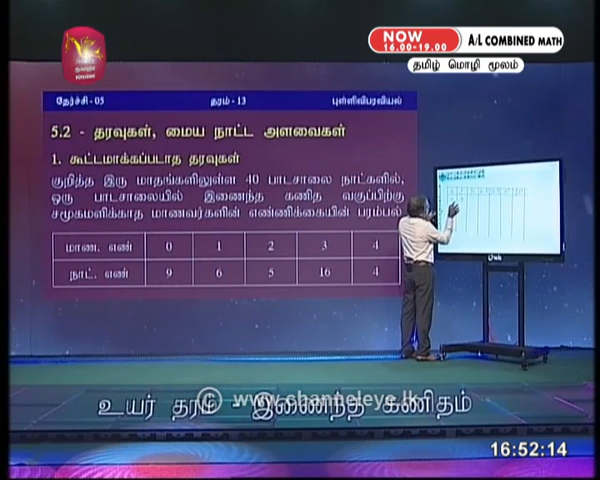 NOW
16.00-19.00
A/L COMBINED MATH
தமிழ் மொழி மூலம்
தேர்ச்சி - 05 தரம் - 13 புள்ளிவிபரவியல்
5.2 - தரவுகள், மைய நாட்ட அளவைகள்
1. கூட்டமாக்கப்படாத தரவுகள்
குறித்த இரு மாதங்களிலுள்ள 40 பாடசாலை நாட்களில்,
ஒரு பாடசாலையில் இணைந்த கணித வகுப்பிற்கு
சமூகமளிக்காத மாணவர்களின் எண்ணிக்கையின் பரம்பல்
மாண. எண் 0 1 2 3 4
நாட். எண் 9 6 5 16 4
© www.channeleye.lk
உயர் தரம் - இணைந்த கணிதம்
16:52:14